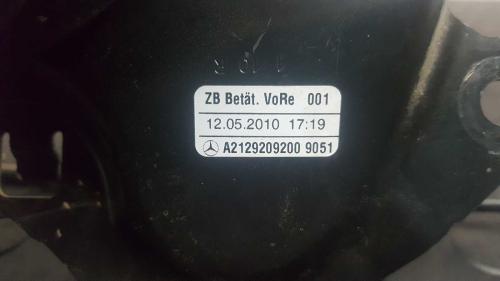 ZB Betät. VoRe 001
12.05.2010 17:19
A2129209200 9051